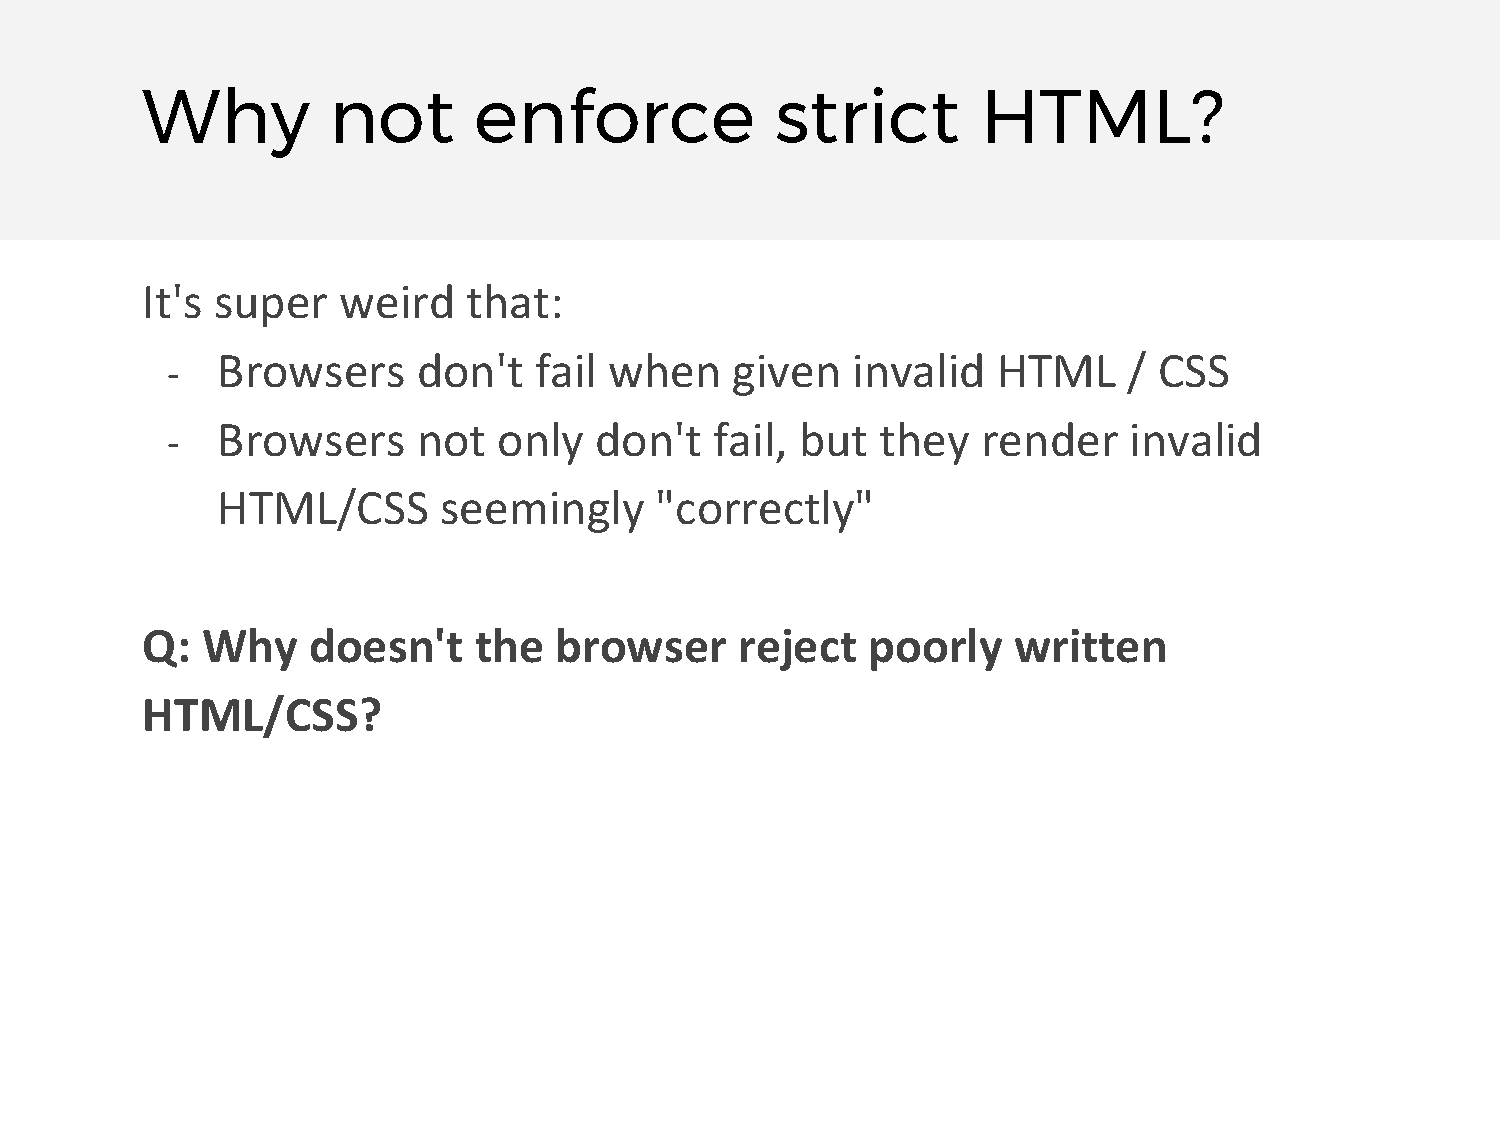 Why not enforce strict HTML?
It's super weird that:
- Browsers don't fail when given invalid HTML / CSS
- Browsers not only don't fail, but they render invalid
HTML/CSS seemingly "correctly"
Q: Why doesn't the browser reject poorly written
HTML/CSS?